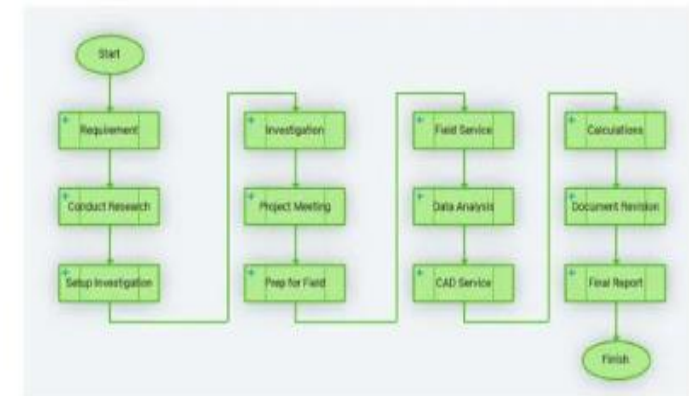 Start
Requirement
Conduct Research
Setup Investigation
Investigation
Project Meeting
Prep for Field
Field Service
Data Analysis
CAD Service
Calculations
Document Revision
Final Report
Finish